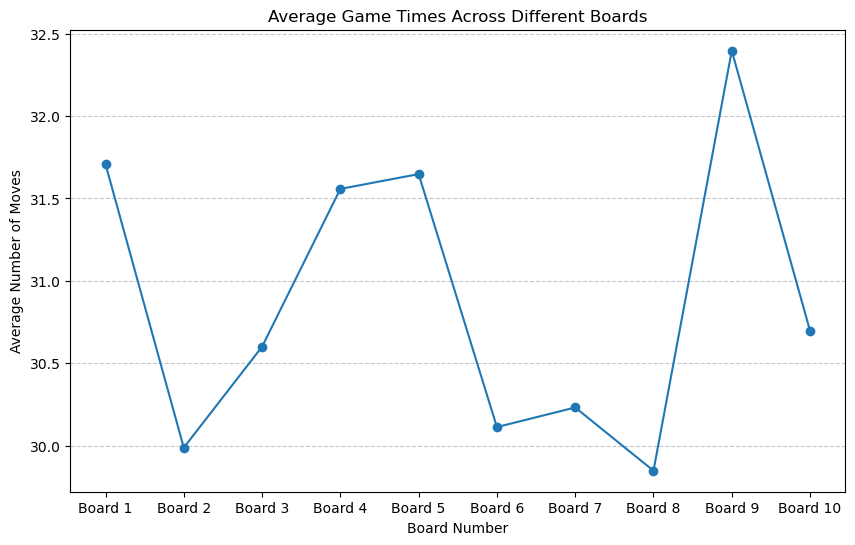 Average Game Times Across Different Boards
Average Number of Moves
32.5
32.0
31.5
31.0
30.5
30.0
Board 1 Board 2 Board 3 Board 4 Board 5 Board 6 Board 7 Board 8 Board 9 Board 10
Board Number